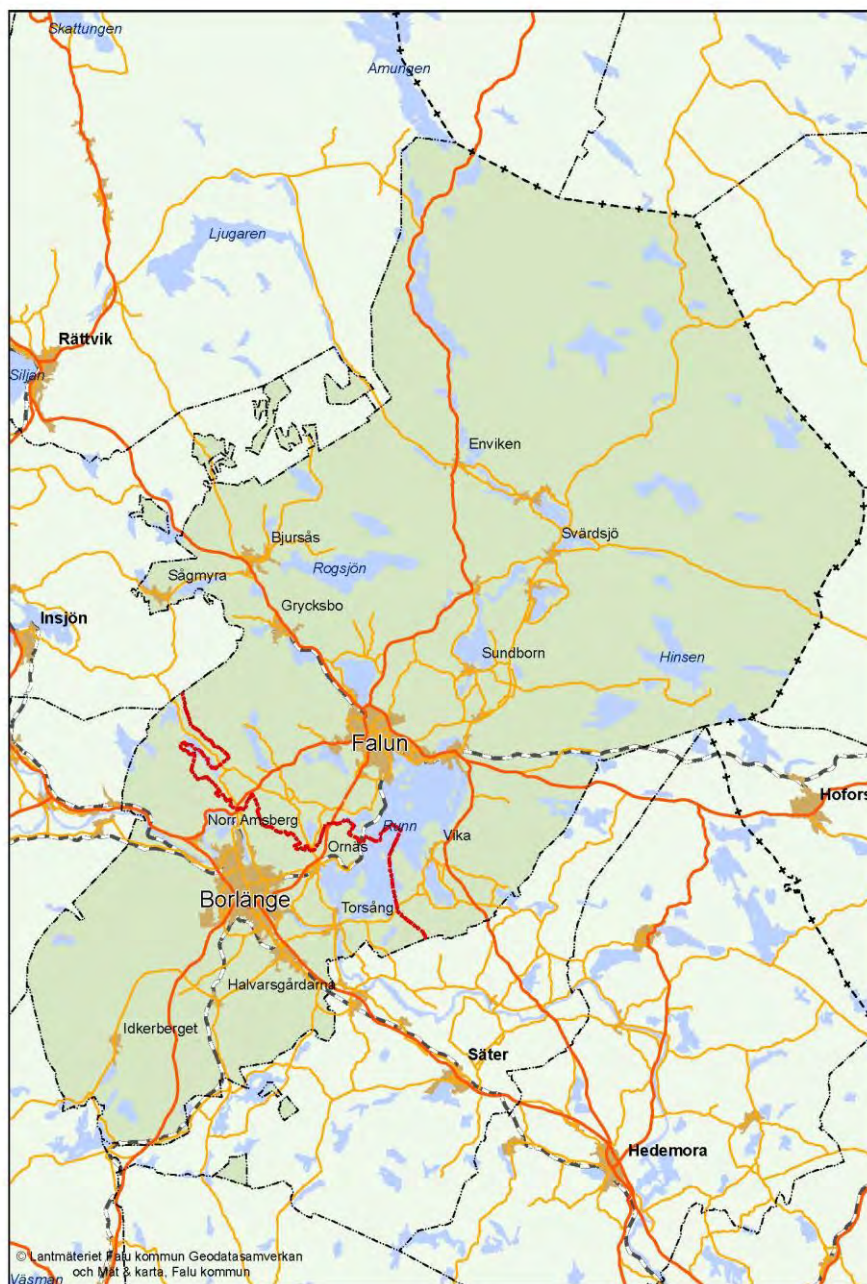 Skattungen
Amungen
Ljugaren
Rättvik
Siljan
Enviken
Svärdsjö
Bjursås
Rogsjön
Sågmyra
Grycksbo
Insjön
Sundborn
Hinsen
Falun
Hofors
Norr Amsberg
Runn
Vika
Ornäs
Borlänge
Torsång
Halvarsgårdarna
Idkerberget
Säter
Hedemora
© Lantmäteriet Falu kommun Geodatasamverkan
och Mät & karta, Falu kommun
Väsman